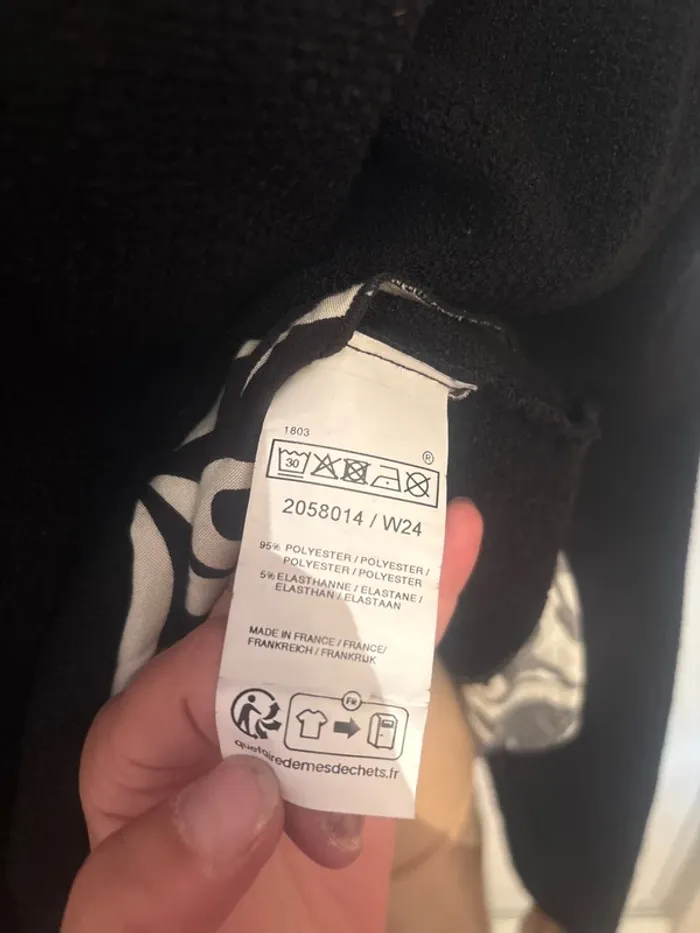 1803
®
30
2058014 / W24
95% POLYESTER / POLYESTER /
POLYESTER / POLYESTER
5% ELASTHANNE / ELASTANE /
ELASTHAN / ELASTAAN
MADE IN FRANCE / FRANCE /
FRANKREICH / FRANKRIJK
FR
quefairedemesdechets.fr